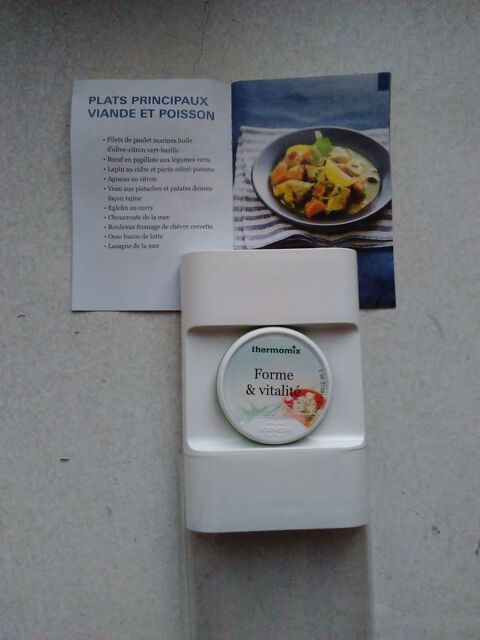 PLATS PRINCIPAUX
VIANDE ET POISSON
• Filets de poulet marinés huile
d'olive-citron vert-basilic
• Bœuf en papillote aux légumes verts
• Lapin au cidre et purée céleri-pomme
• Agneau au citron
• Veau aux pistaches et patates douces
façon tajine
• Eglefin au curry
• Choucroute de la mer
• Rouleaux fromage de chèvre crevette
• Osso bucco de lotte
• Lasagne de la mer
thermomix
Forme
& vitalité